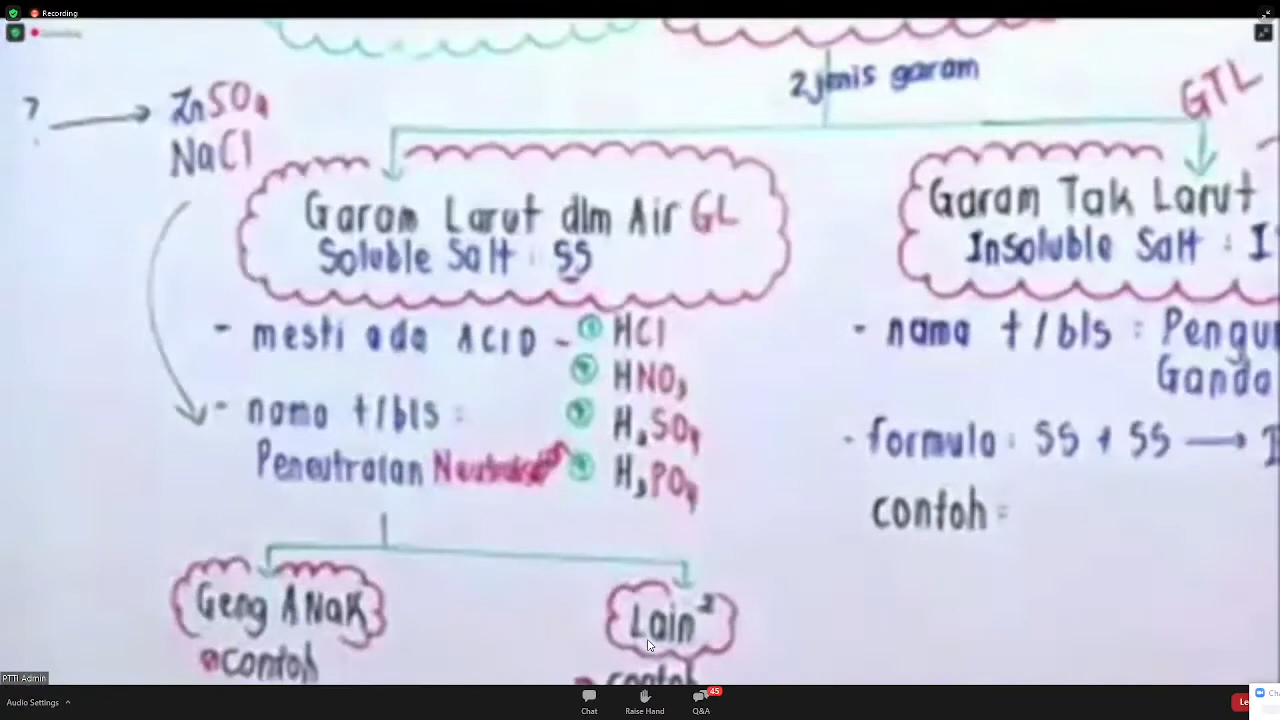 Recording
2 jenis garam
GTL
? → ZnSO₄
NaCl
Garam Larut dlm Air GL
Soluble Salt : SS
Garam Tak Larut
Insoluble Salt : I
- mesti ada ACID - ① HCl
② HNO₃
③ H₂SO₄
④ H₃PO₄
- nama t/bls :
Peneutralan
- nama t/bls :
Ganda
- formula : SS + SS →
contoh :
Geng ANaK
contoh
Lain²
contoh
PTTI Admin
Audio Settings
Chat
Raise Hand
45
Q&A